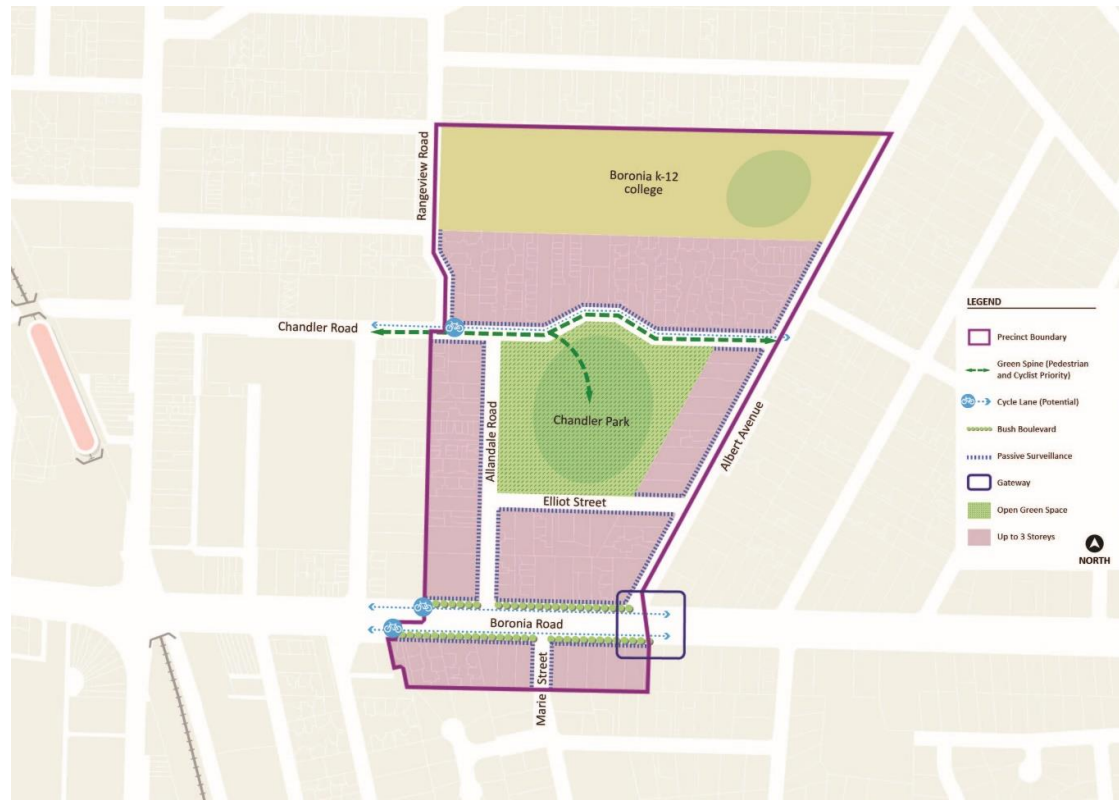 Boronia k-12
college
Rangeview Road
Chandler Road
Allandale Road
Chandler Park
Albert Avenue
Elliot Street
Boronia Road
Marie Street
LEGEND
Precinct Boundary
Green Spine (Pedestrian
and Cyclist Priority)
Cycle Lane (Potential)
Bush Boulevard
Passive Surveillance
Gateway
Open Green Space
Up to 3 Storeys
NORTH